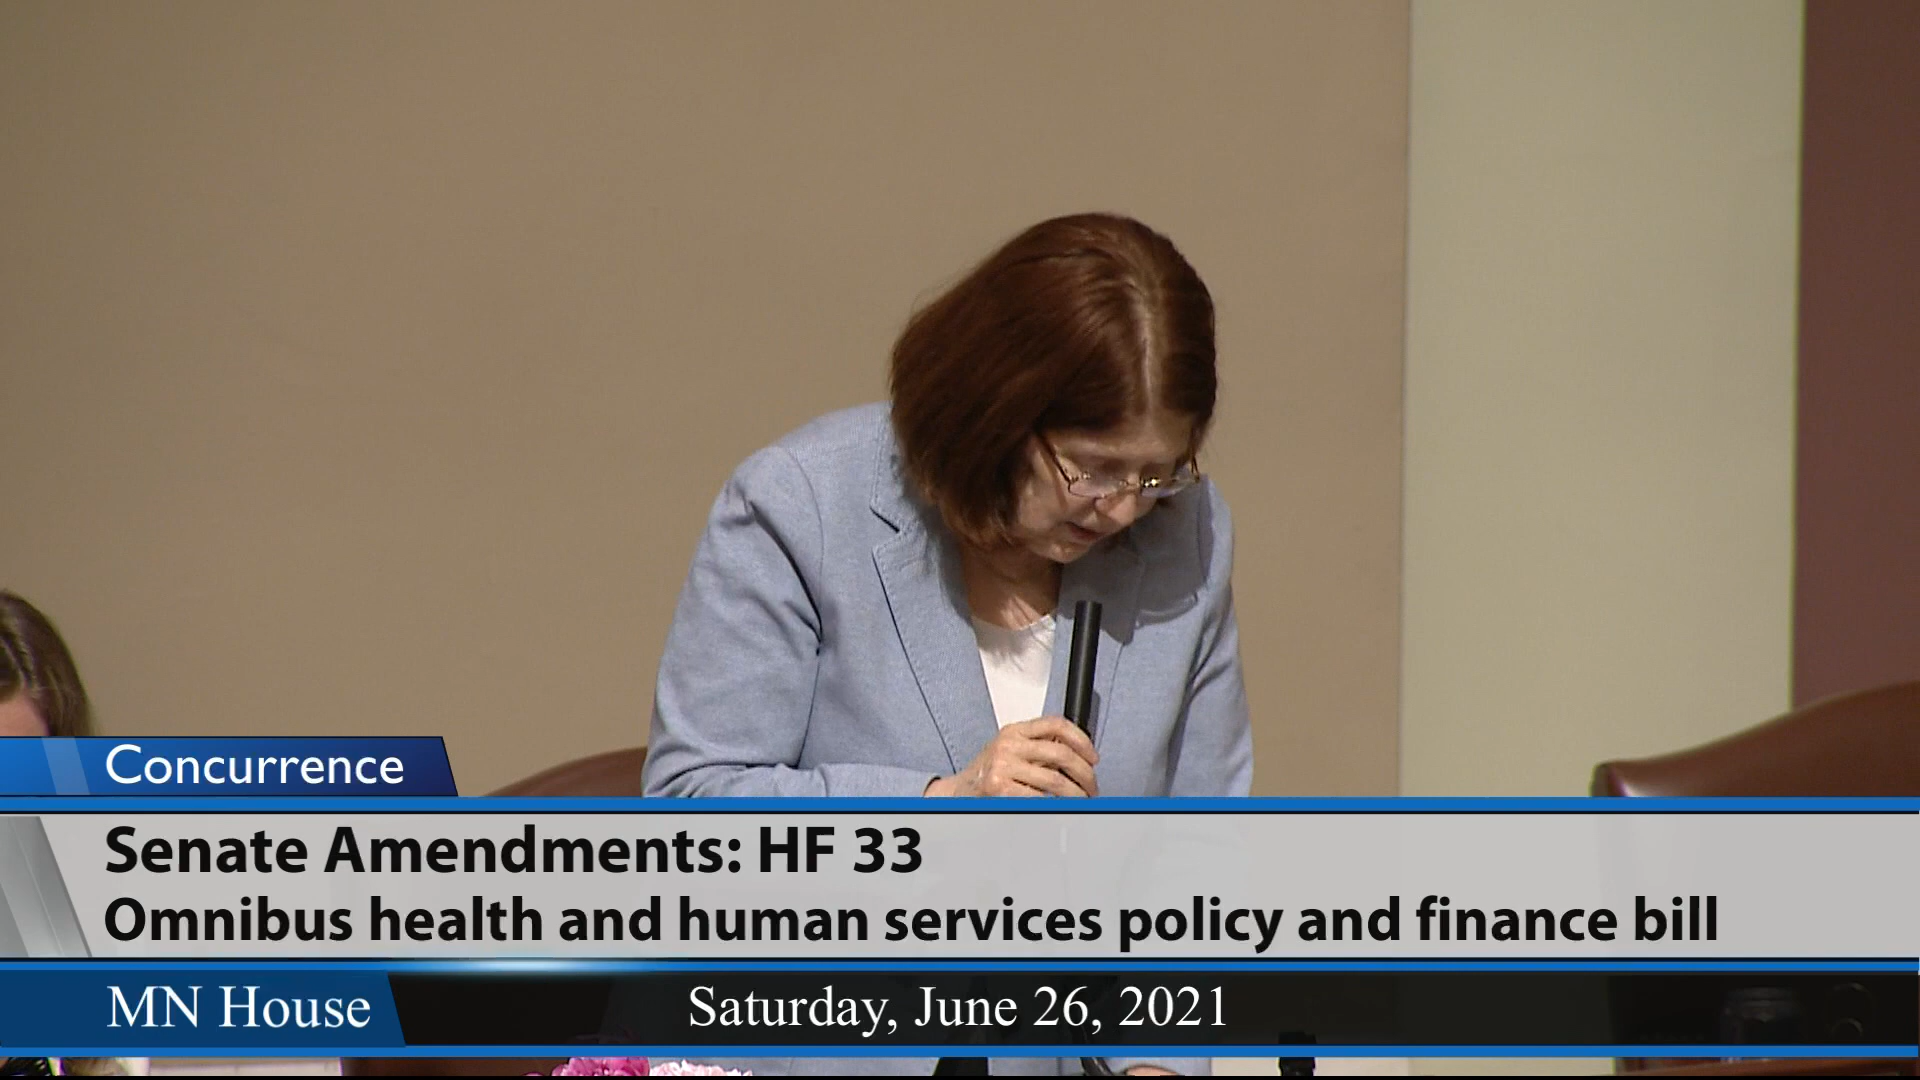 Concurrence
Senate Amendments: HF 33
Omnibus health and human services policy and finance bill
MN House
Saturday, June 26, 2021